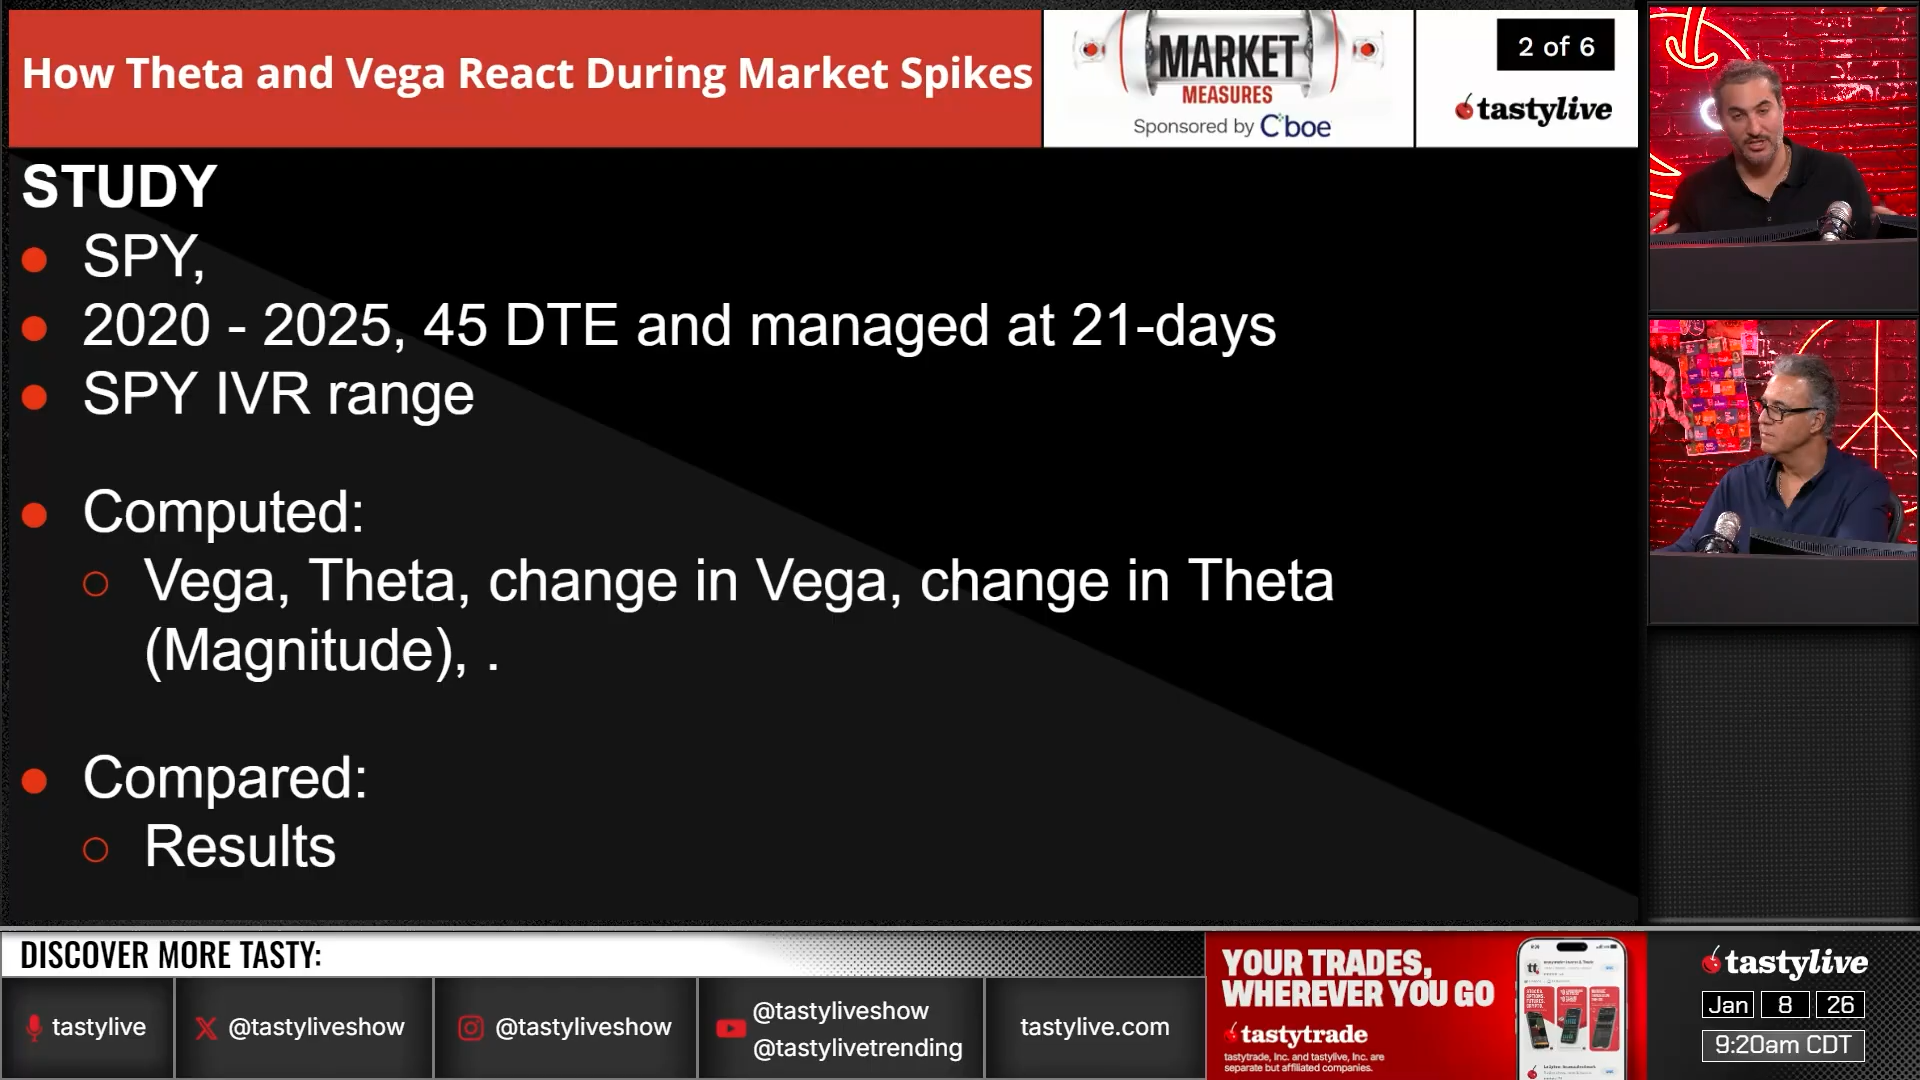 How Theta and Vega React During Market Spikes
MARKET
MEASURES
Sponsored by Cboe
2 of 6
tastylive
STUDY
SPY,
2020 - 2025, 45 DTE and managed at 21-days
SPY IVR range
Computed:
Vega, Theta, change in Vega, change in Theta
(Magnitude), .
Compared:
Results
DISCOVER MORE TASTY:
tastylive
@tastyliveshow
@tastyliveshow
@tastyliveshow
@tastylivetrending
tastylive.com
YOUR TRADES,
WHEREVER YOU GO
tastytrade
tastytrade, Inc. and tastylive, Inc. are
separate but affiliated companies.
tt
tastylive
Jan 8 26
9:20am CDT